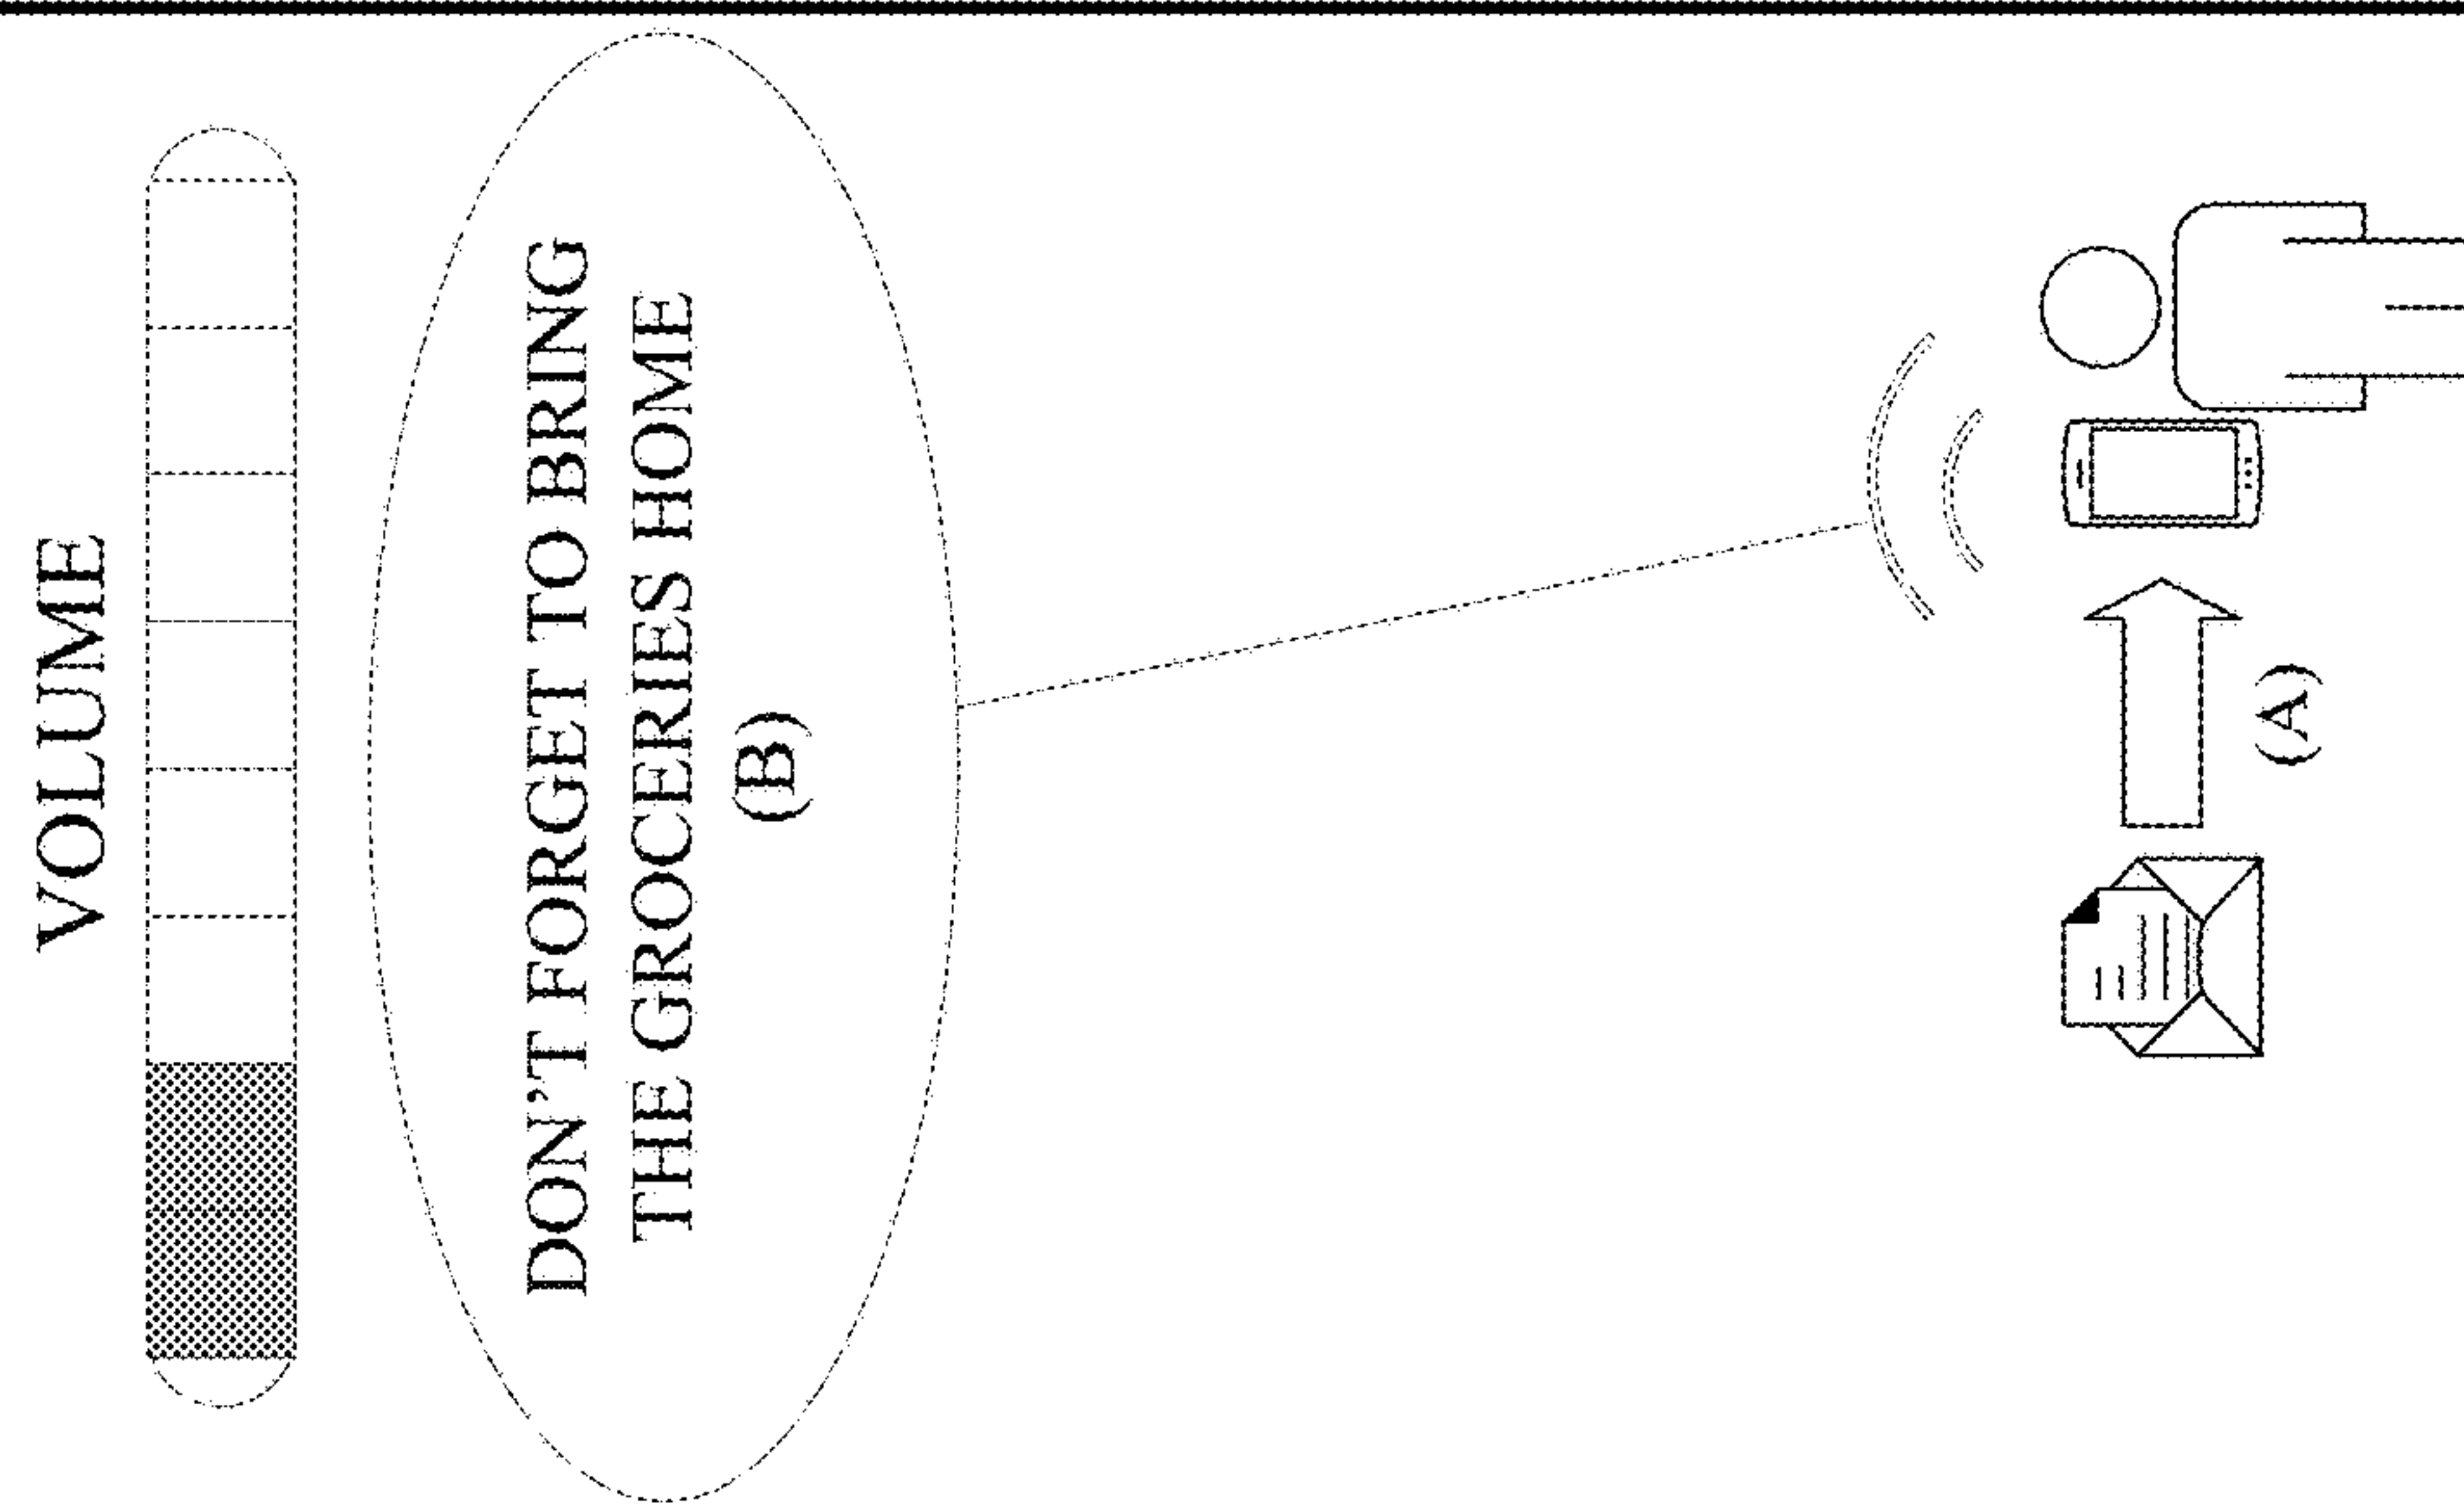 VOLUME
DON'T FORGET TO BRING
THE GROCERIES HOME
(B)
(A)